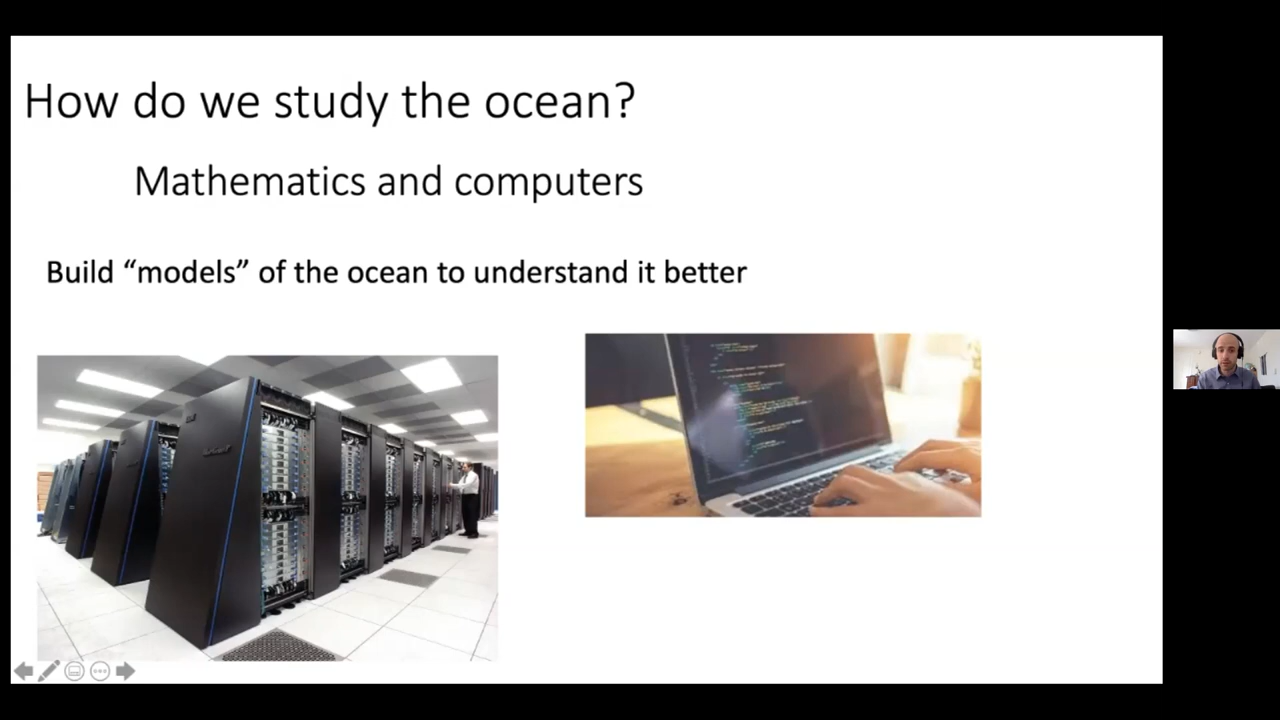 How do we study the ocean?
Mathematics and computers
Build “models” of the ocean to understand it better